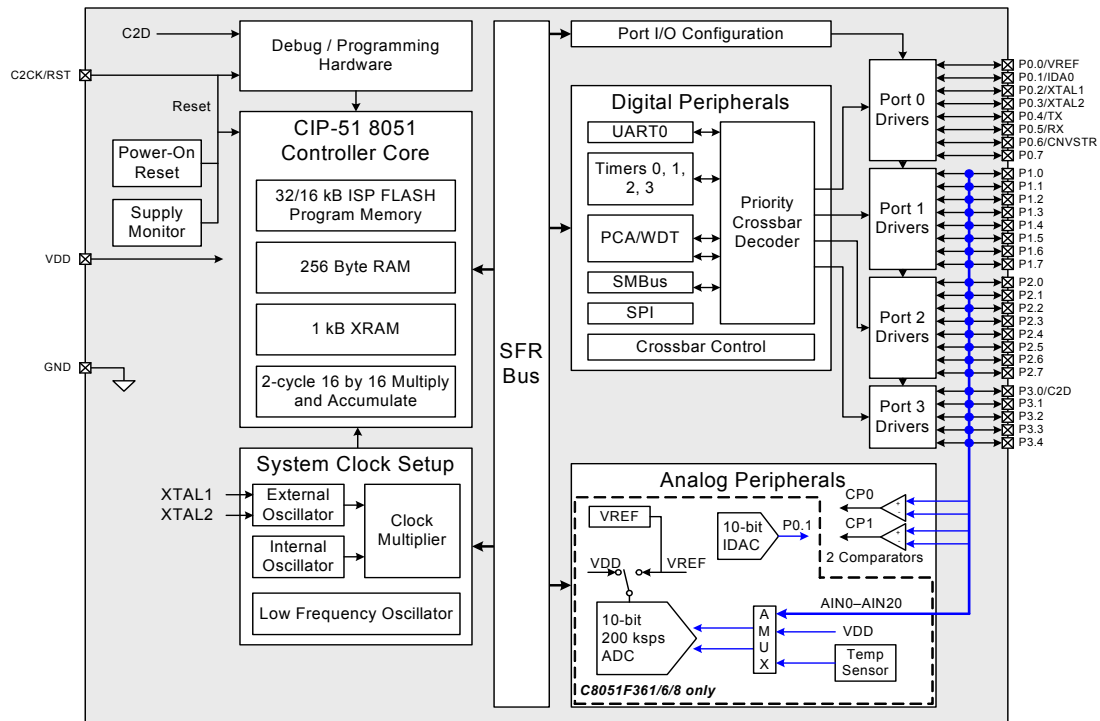 C2D
C2CK/RST
Reset
Power-On
Reset
Supply
Monitor
VDD
GND
Debug / Programming
Hardware
CIP-51 8051
Controller Core
32/16 kB ISP FLASH
Program Memory
256 Byte RAM
1 kB XRAM
2-cycle 16 by 16 Multiply
and Accumulate
System Clock Setup
XTAL1
XTAL2
External
Oscillator
Internal
Oscillator
Clock
Multiplier
Low Frequency Oscillator
SFR
Bus
Port I/O Configuration
Digital Peripherals
UART0
Timers 0, 1,
2, 3
PCA/WDT
SMBus
SPI
Priority
Crossbar
Decoder
Crossbar Control
Port 0
Drivers
Port 1
Drivers
Port 2
Drivers
Port 3
Drivers
P0.0/VREF
P0.1/IDA0
P0.2/XTAL1
P0.3/XTAL2
P0.4/TX
P0.5/RX
P0.6/CNVSTR
P0.7
P1.0
P1.1
P1.2
P1.3
P1.4
P1.5
P1.6
P1.7
P2.0
P2.1
P2.2
P2.3
P2.4
P2.5
P2.6
P2.7
P3.0/C2D
P3.1
P3.2
P3.3
P3.4
Analog Peripherals
VREF
VDD
VREF
10-bit
IDAC
P0.1
CP0
+
-
CP1
+
-
2 Comparators
10-bit
200 ksps
ADC
A
M
U
X
AIN0–AIN20
VDD
Temp
Sensor
C8051F361/6/8 only